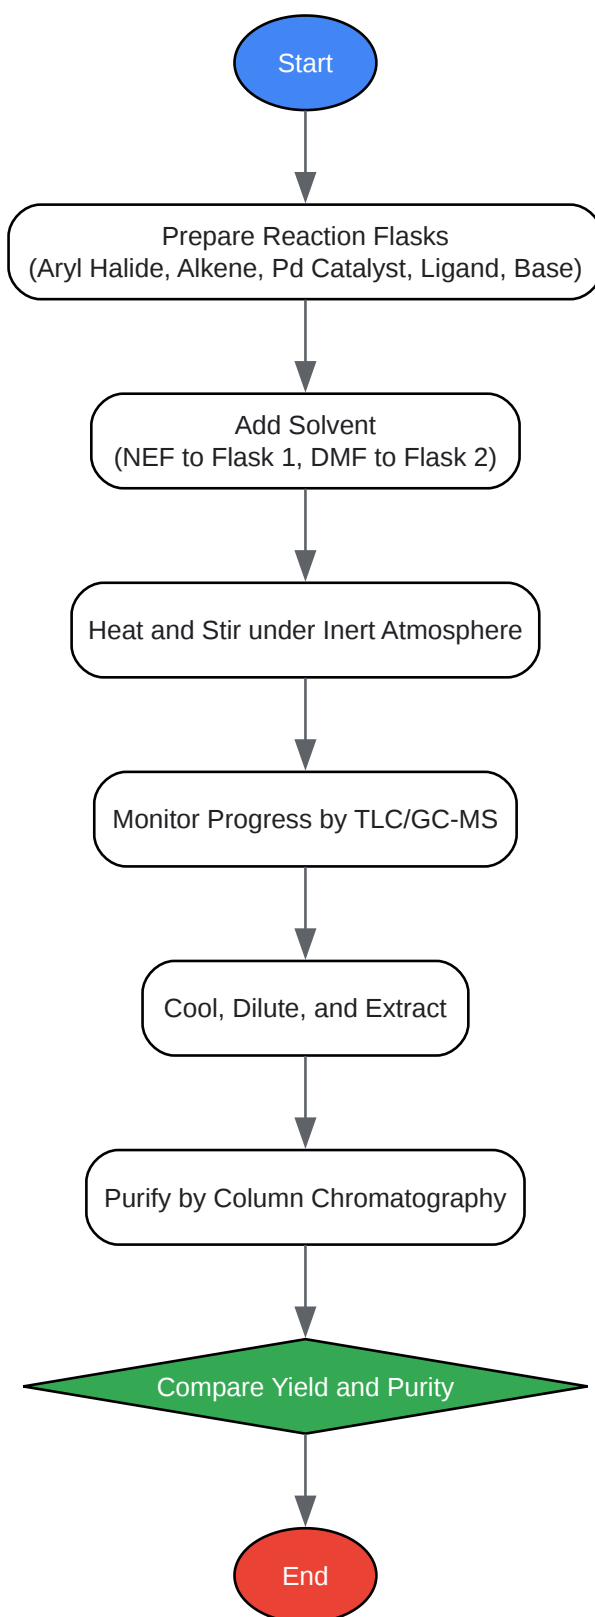 Start
Prepare Reaction Flasks
(Aryl Halide, Alkene, Pd Catalyst, Ligand, Base)
Add Solvent
(NEF to Flask 1, DMF to Flask 2)
Heat and Stir under Inert Atmosphere
Monitor Progress by TLC/GC-MS
Cool, Dilute, and Extract
Purify by Column Chromatography
Compare Yield and Purity
End